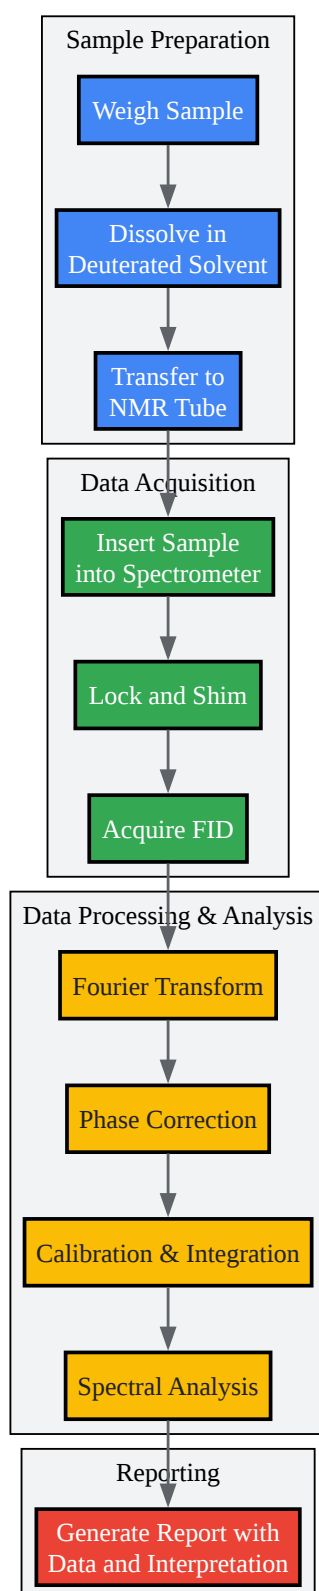 Sample Preparation
Weigh Sample
Dissolve in
Deuterated Solvent
Transfer to
NMR Tube
Data Acquisition
Insert Sample
into Spectrometer
Lock and Shim
Acquire FID
Data Processing & Analysis
Fourier Transform
Phase Correction
Calibration & Integration
Spectral Analysis
Reporting
Generate Report with
Data and Interpretation